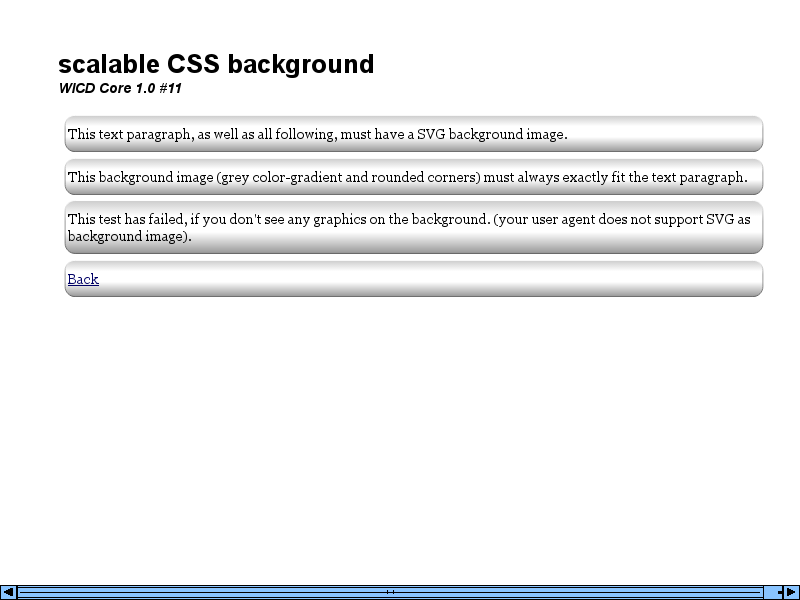 scalable CSS background
WICD Core 1.0 #11
This text paragraph, as well as all following, must have a SVG background image.
This background image (grey color-gradient and rounded corners) must always exactly fit the text paragraph.
This test has failed, if you don't see any graphics on the background. (your user agent does not support SVG as
background image).
Back